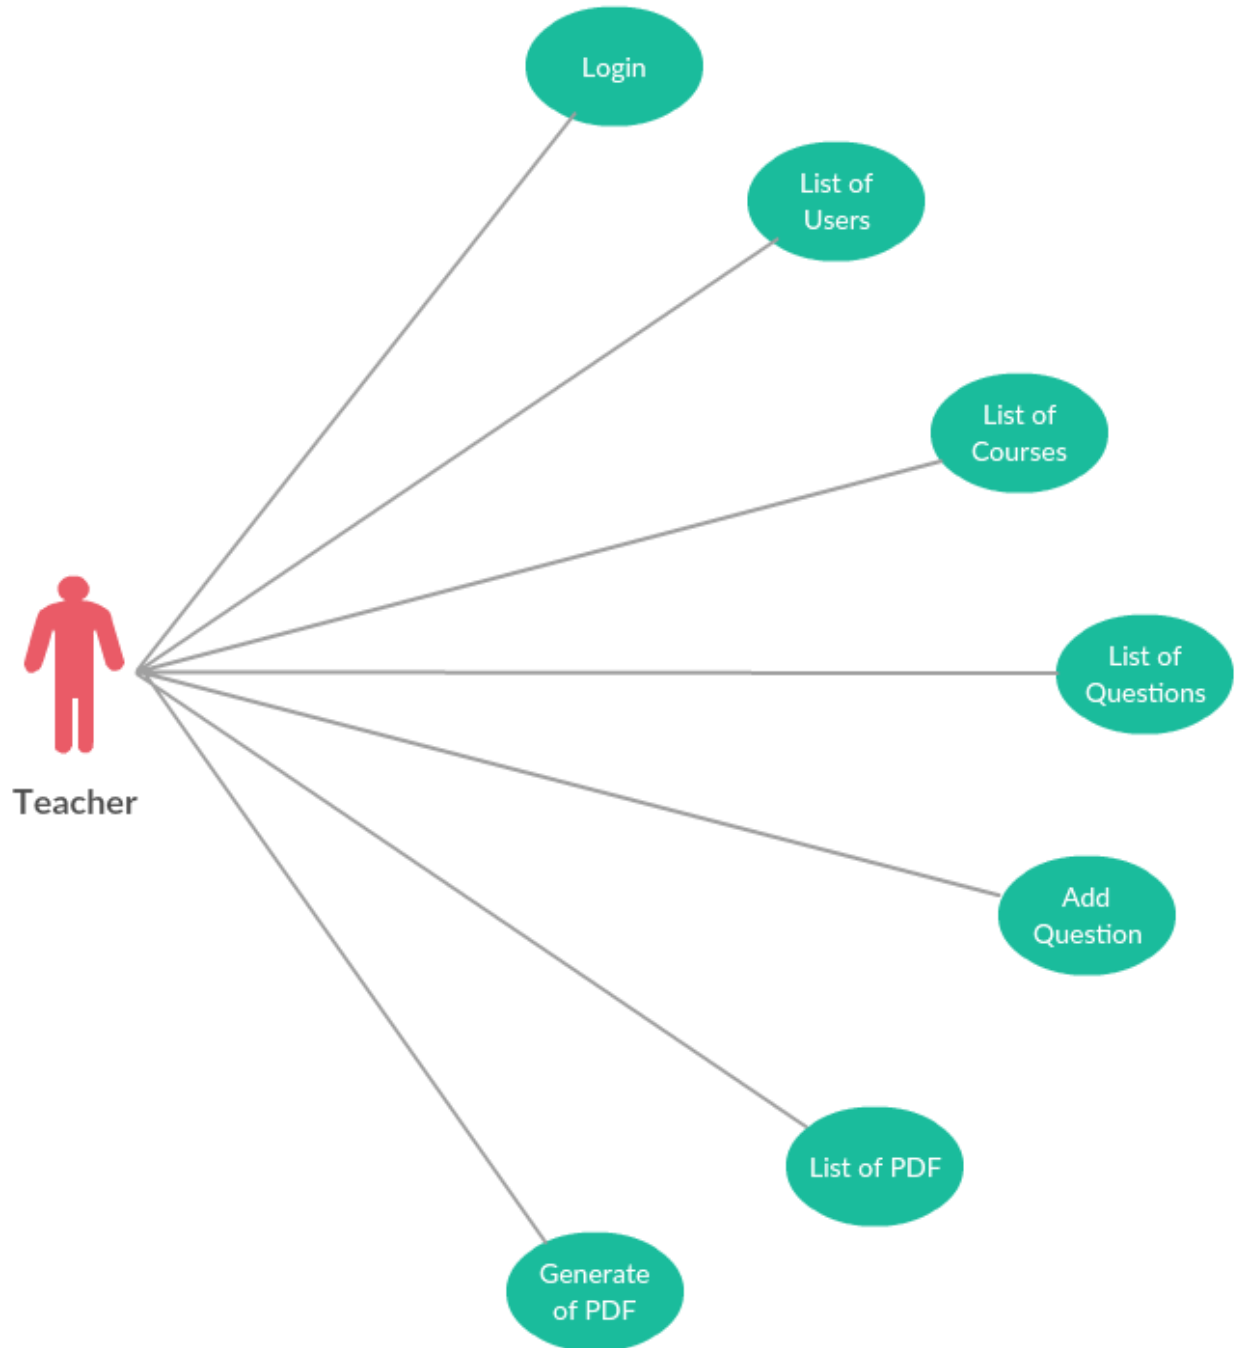 Login
List of
Users
List of
Courses
List of
Questions
Teacher
Add
Question
List of PDF
Generate
of PDF